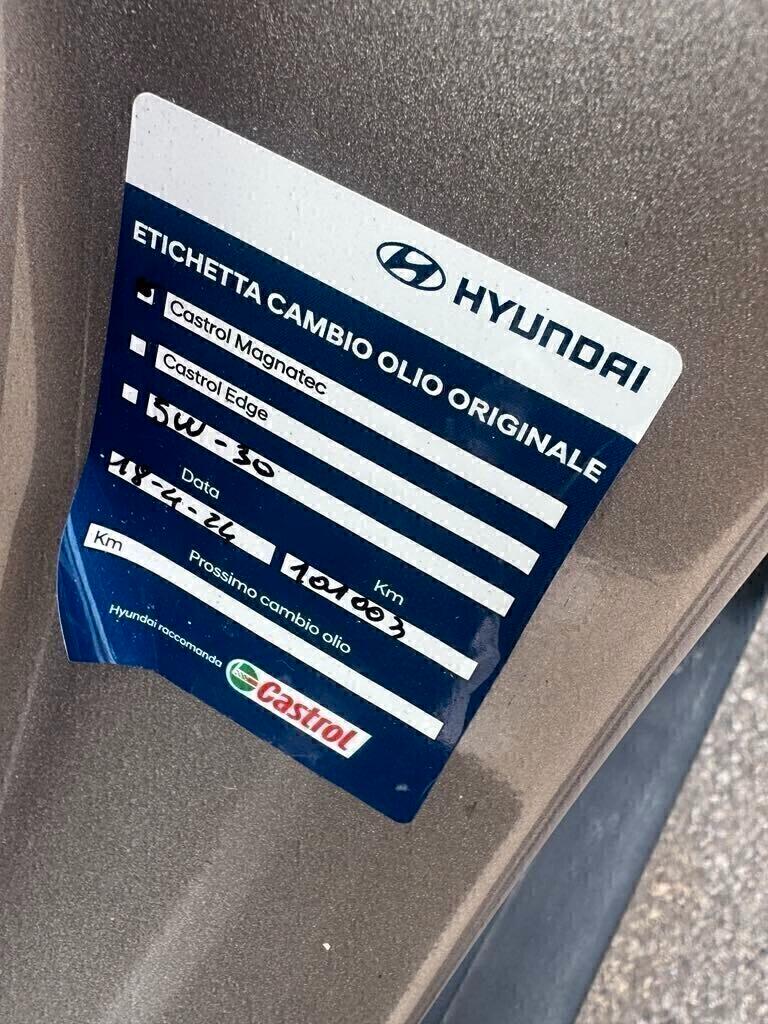 HYUNDAI
ETICHETTA CAMBIO OLIO ORIGINALE
Castrol Magnatec
Castrol Edge
5W-30
Data Km
18-4-24 101003
Prossimo cambio olio
Km
Hyundai raccomanda Castrol